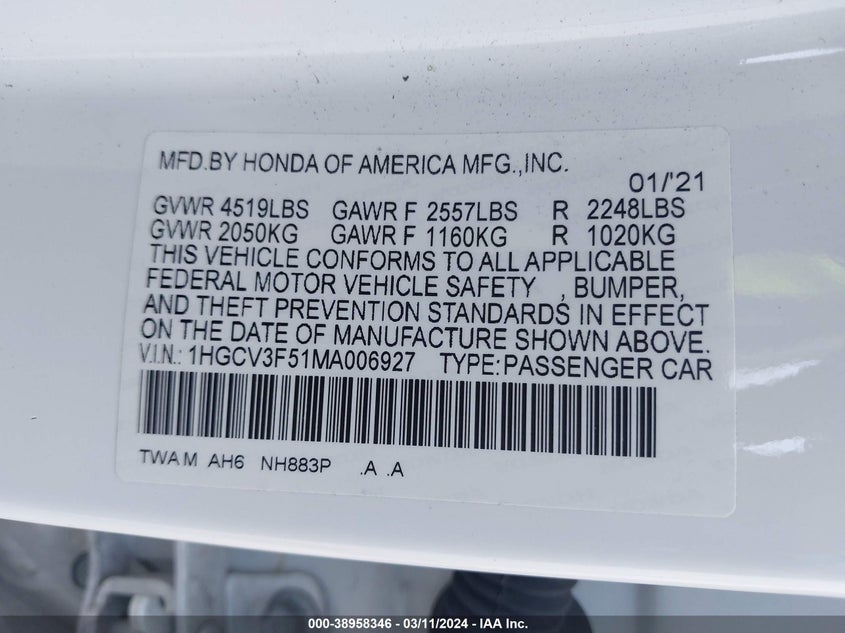 MFD.BY HONDA OF AMERICA MFG.,INC.
01/'21
GVWR 4519LBS GAWR F 2557LBS R 2248LBS
GVWR 2050KG GAWR F 1160KG R 1020KG
THIS VEHICLE CONFORMS TO ALL APPLICABLE
FEDERAL MOTOR VEHICLE SAFETY , BUMPER,
AND THEFT PREVENTION STANDARDS IN EFFECT
ON THE DATE OF MANUFACTURE SHOWN ABOVE.
V.I.N.: 1HGCV3F51MA006927 TYPE:PASSENGER CAR
TWAM AH6 NH883P .A .A
000-38958346 - 03/11/2024 - IAA Inc.